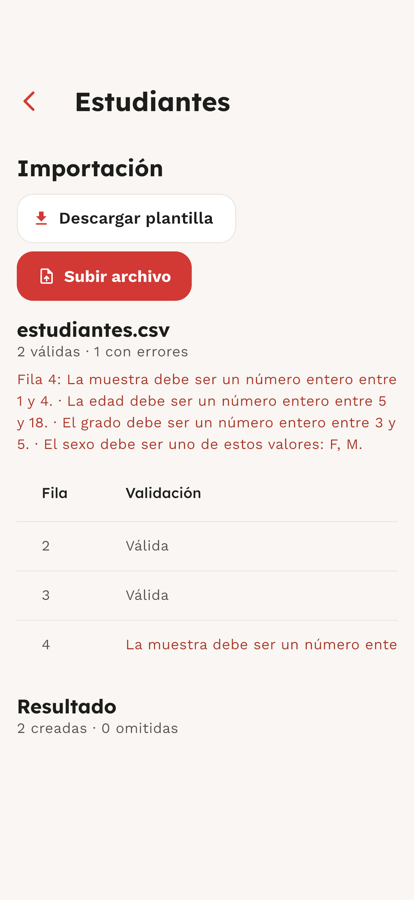 Estudiantes
Importación
Descargar plantilla
Subir archivo
estudiantes.csv
2 válidas · 1 con errores
Fila 4: La muestra debe ser un número entero entre
1 y 4. · La edad debe ser un número entero entre 5
y 18. · El grado debe ser un número entero entre 3 y
5. · El sexo debe ser uno de estos valores: F, M.
Fila Validación
2 Válida
3 Válida
4 La muestra debe ser un número ente
Resultado
2 creadas · 0 omitidas